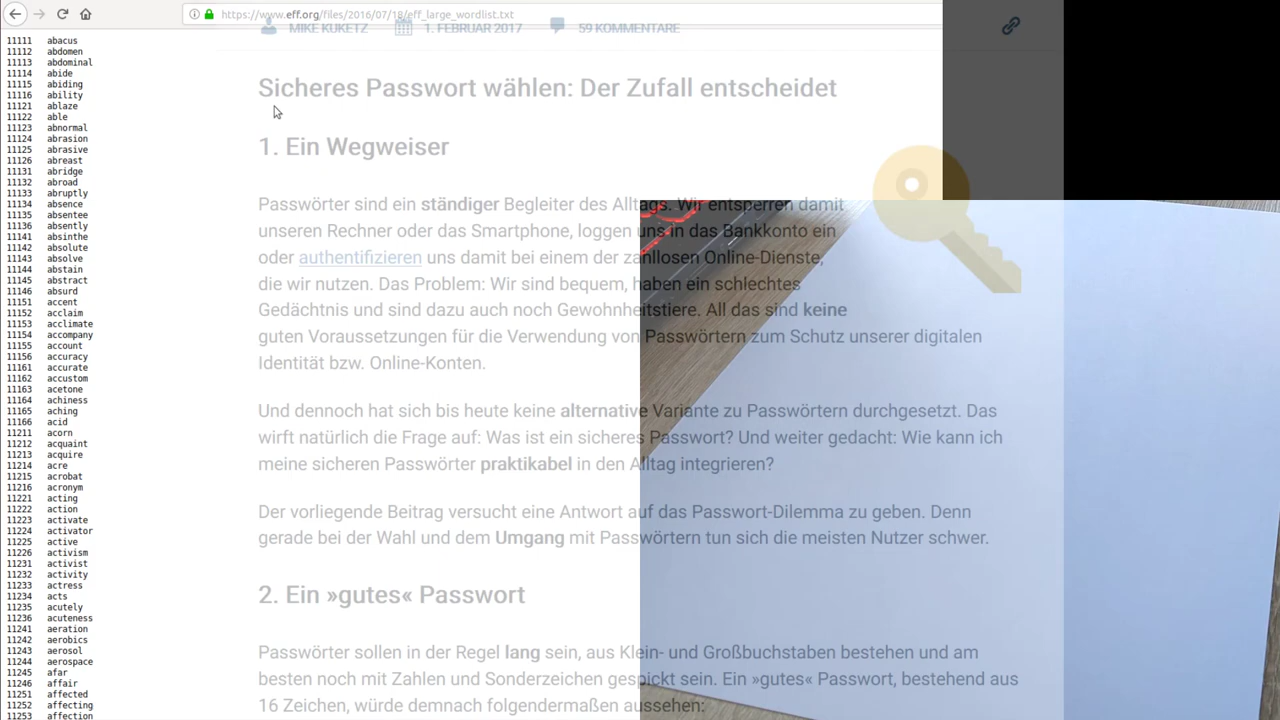 https://www.eff.org/files/2016/07/18/eff_large_wordlist.txt
MIKE KUKETZ 1. FEBRUAR 2017 59 KOMMENTARE
11111 abacus
11112 abdomen
11113 abdominal
11114 abide
11115 abiding
11116 ability
11121 ablaze
11122 able
11123 abnormal
11124 abrasion
11125 abrasive
11126 abreast
11131 abridge
11132 abroad
11133 abruptly
11134 absence
11135 absentee
11136 absently
11141 absinthe
11142 absolute
11143 absolve
11144 abstain
11145 abstract
11146 absurd
11151 accent
11152 acclaim
11153 acclimate
11154 accompany
11155 account
11156 accuracy
11161 accurate
11162 accustom
11163 acetone
11164 achiness
11165 aching
11166 acid
11211 acorn
11212 acquaint
11213 acquire
11214 acre
11215 acrobat
11216 acronym
11221 acting
11222 action
11223 activate
11224 activator
11225 active
11226 activism
11231 activist
11232 activity
11233 actress
11234 acts
11235 acutely
11236 acuteness
11241 aeration
11242 aerobics
11243 aerosol
11244 aerospace
11245 afar
11246 affair
11251 affected
11252 affecting
11253 affection
Sicheres Passwort wählen: Der Zufall entscheidet
1. Ein Wegweiser
Passwörter sind ein ständiger Begleiter des Alltags. Wir entsperren damit
unseren Rechner oder das Smartphone, loggen uns in das Bankkonto ein
oder authentifizieren uns damit bei einem der zahllosen Online-Dienste,
die wir nutzen. Das Problem: Wir sind bequem, haben ein schlechtes
Gedächtnis und sind dazu auch noch Gewohnheitstiere. All das sind keine
guten Voraussetzungen für die Verwendung von Passwörtern zum Schutz unserer digitalen
Identität bzw. Online-Konten.
Und dennoch hat sich bis heute keine alternative Variante zu Passwörtern durchgesetzt. Das
wirft natürlich die Frage auf: Was ist ein sicheres Passwort? Und weiter gedacht: Wie kann ich
meine sicheren Passwörter praktikabel in den Alltag integrieren?
Der vorliegende Beitrag versucht eine Antwort auf das Passwort-Dilemma zu geben. Denn
gerade bei der Wahl und dem Umgang mit Passwörtern tun sich die meisten Nutzer schwer.
2. Ein »gutes« Passwort
Passwörter sollen in der Regel lang sein, aus Klein- und Großbuchstaben bestehen und am
besten noch mit Zahlen und Sonderzeichen gespickt sein. Ein »gutes« Passwort, bestehend aus
16 Zeichen, würde demnach folgendermaßen aussehen: